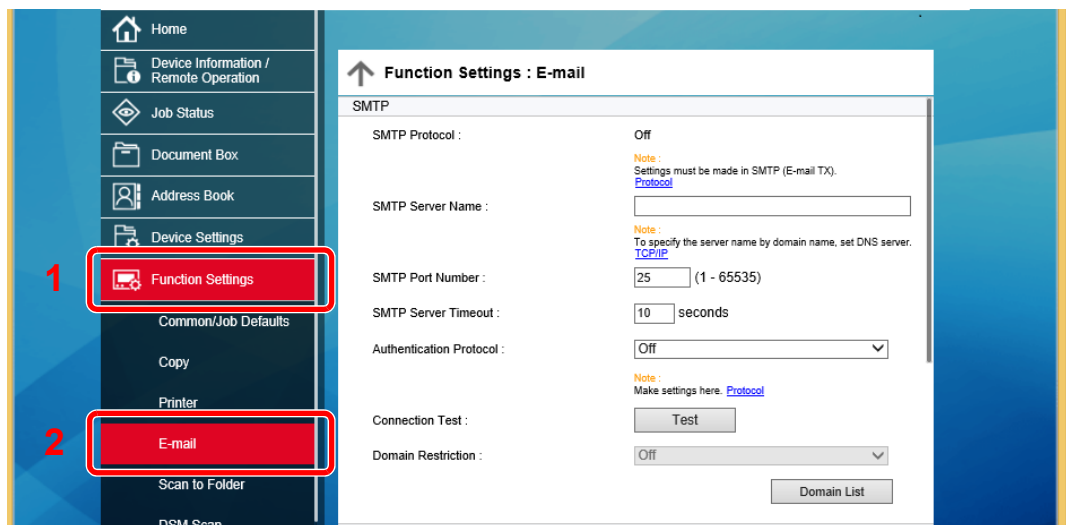 Home
Device Information /
Remote Operation
Job Status
Document Box
Address Book
Device Settings
1
Function Settings
Common/Job Defaults
Copy
Printer
2
E-mail
Scan to Folder
DSM Scan
Function Settings : E-mail
SMTP
SMTP Protocol : Off
Note :
Settings must be made in SMTP (E-mail TX).
Protocol
SMTP Server Name :
Note :
To specify the server name by domain name, set DNS server.
TCP/IP
SMTP Port Number : 25 (1 - 65535)
SMTP Server Timeout : 10 seconds
Authentication Protocol : Off
Note :
Make settings here. Protocol
Connection Test : Test
Domain Restriction : Off
Domain List